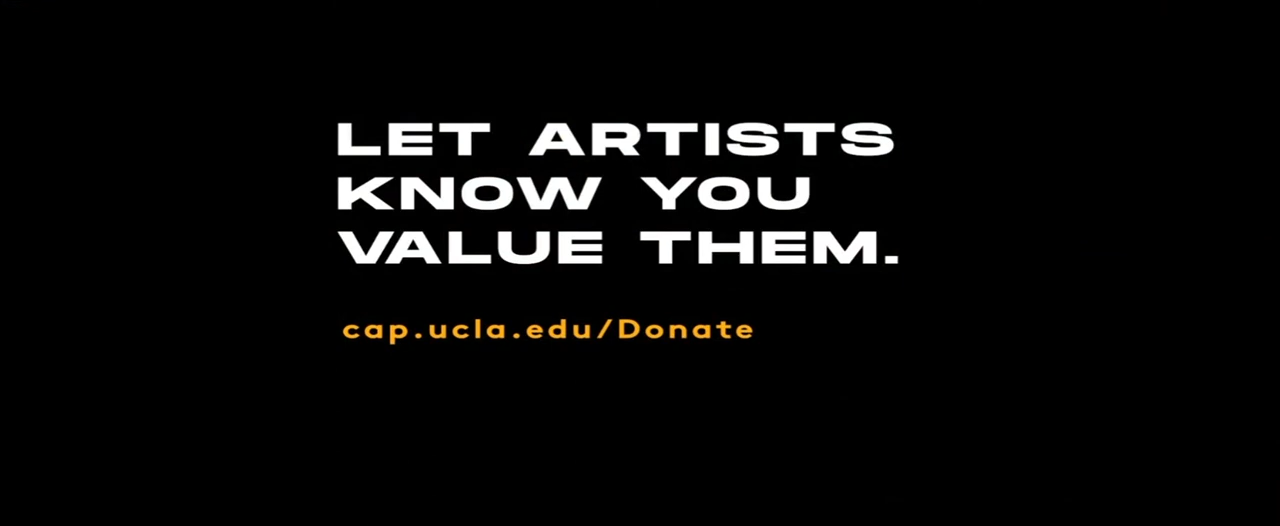 LET ARTISTS
KNOW YOU
VALUE THEM.
cap.ucla.edu/Donate